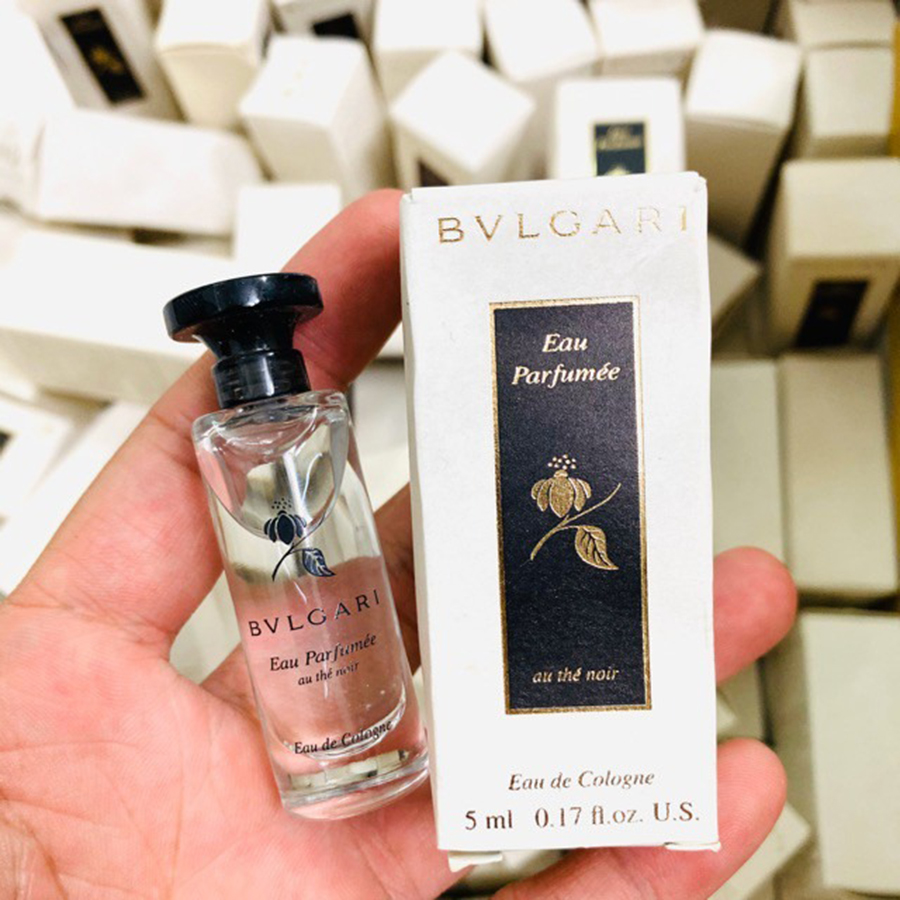 BVLGARI
Eau Parfumée
au thé noir
Eau de Cologne
BVLGARI
Eau
Parfumée
au thé noir
Eau de Cologne
5 ml 0.17 fl.oz. U.S.